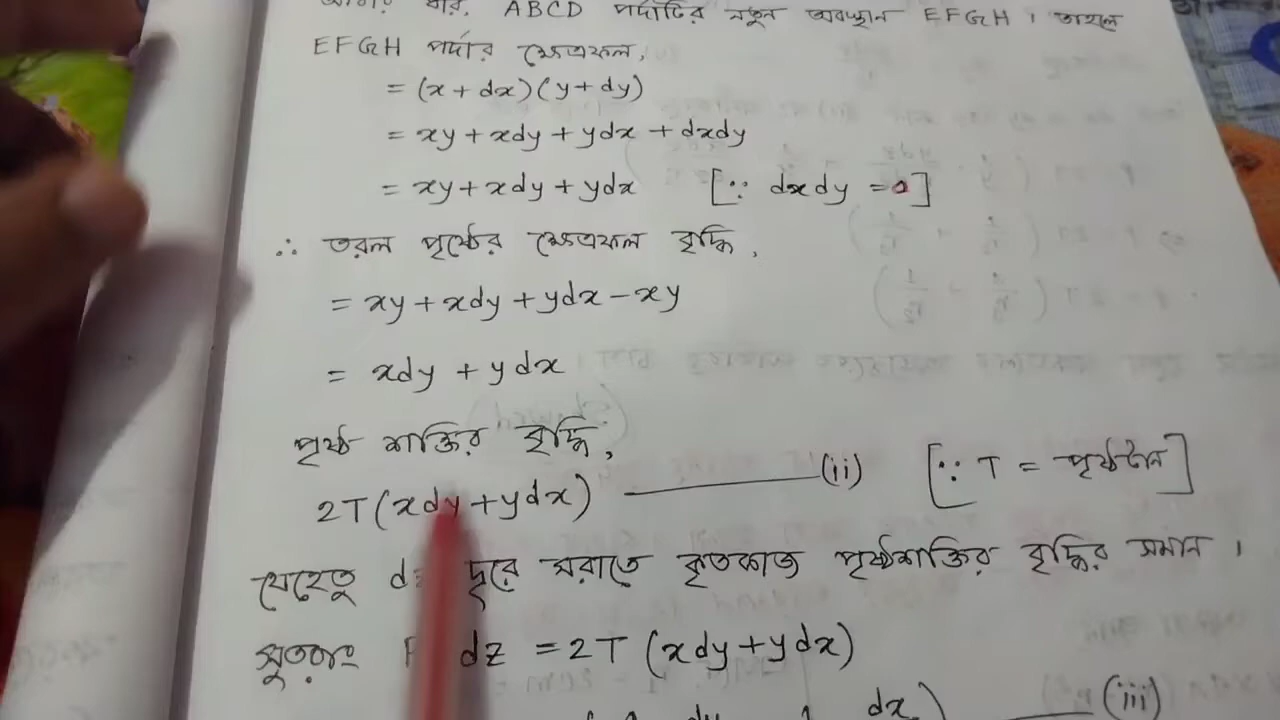 ABCD পর্দাটির নতুন অবস্থান EFGH । তাহলে
EFGH পর্দার ক্ষেত্রফল,
= (x + dx)(y + dy)
= xy + xdy + ydx + dxdy
= xy + xdy + ydx [∵ dxdy = 0]
∴ তরল পৃষ্ঠের ক্ষেত্রফল বৃদ্ধি,
= xy + xdy + ydx - xy
= xdy + ydx
পৃষ্ঠ শক্তির বৃদ্ধি,
2T(xdy + ydx) ——— (ii) [∵ T = পৃষ্ঠটান]
যেহেতু দূরে সরাতে কৃতকাজ পৃষ্ঠশক্তির বৃদ্ধির সমান ।
সুতরাং dz = 2T (xdy + ydx)
dx) ——— (iii)